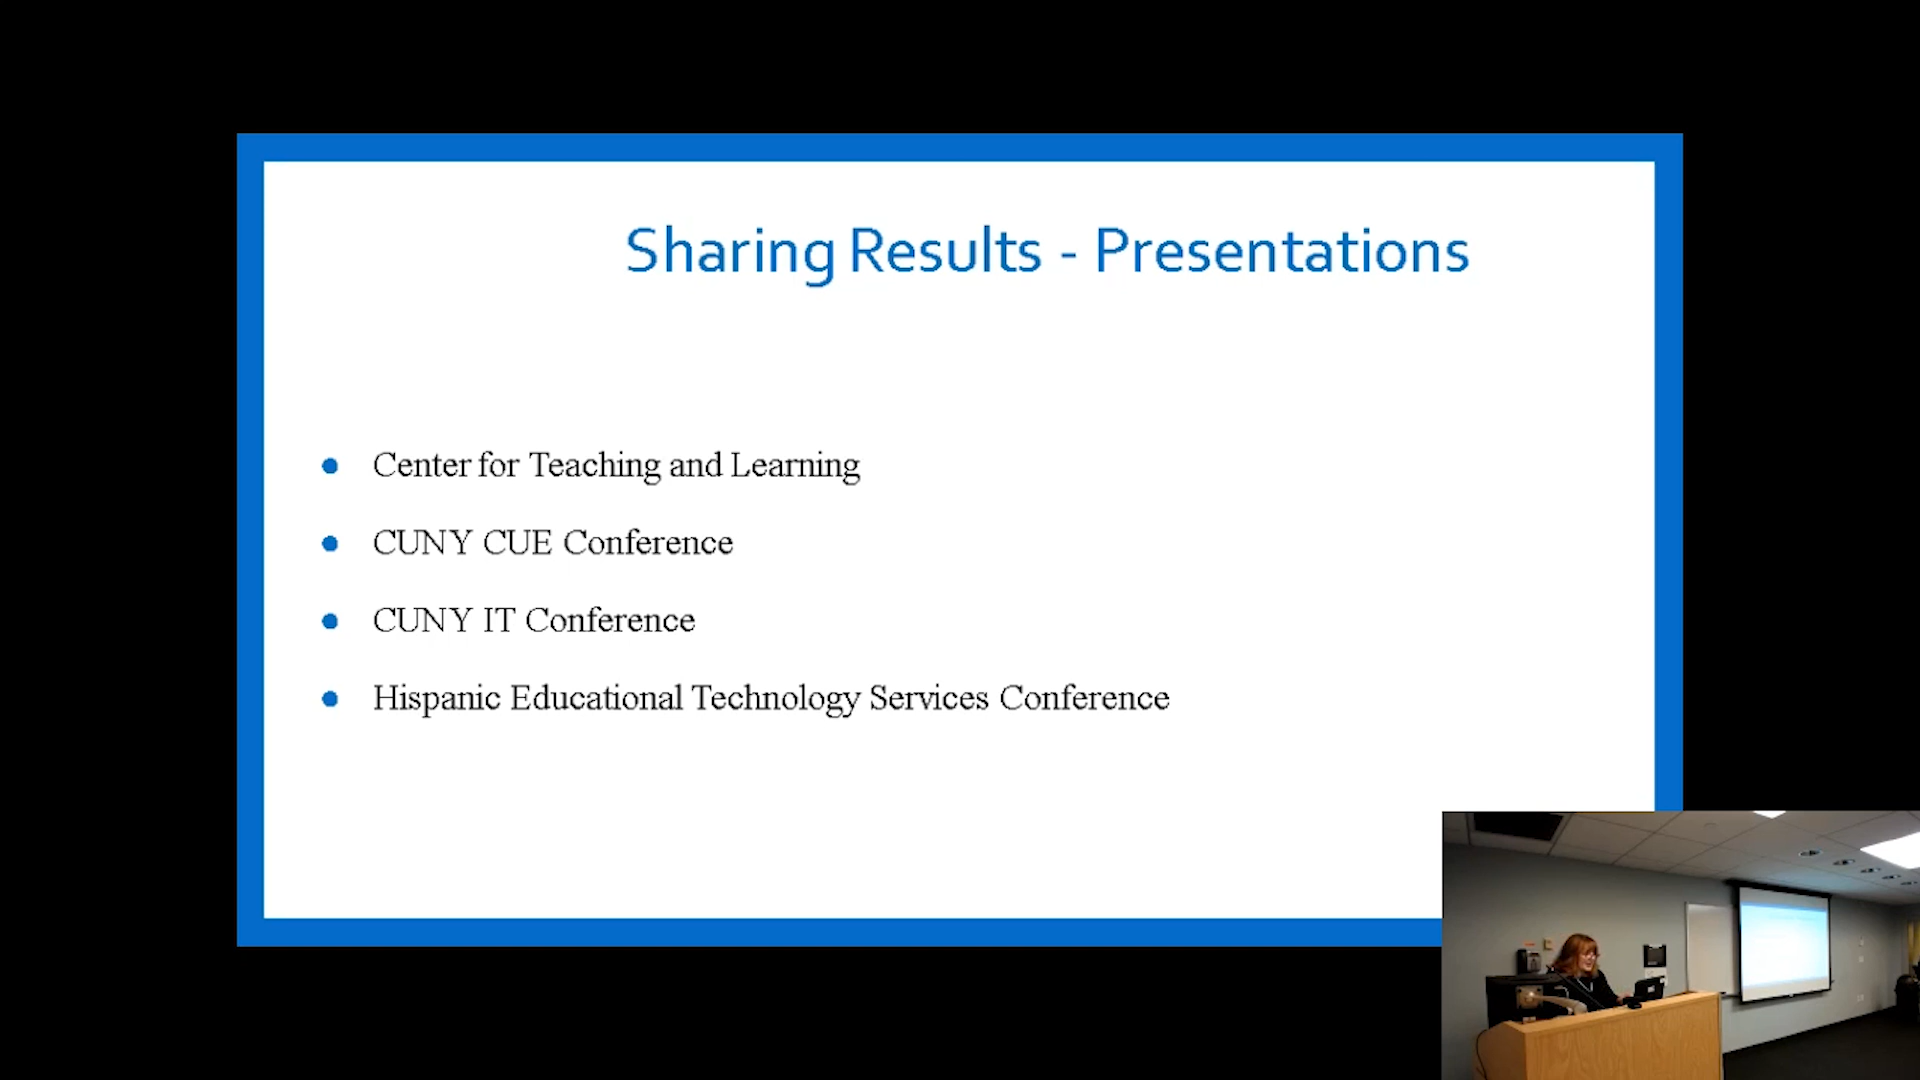 Sharing Results - Presentations
Center for Teaching and Learning
CUNY CUE Conference
CUNY IT Conference
Hispanic Educational Technology Services Conference